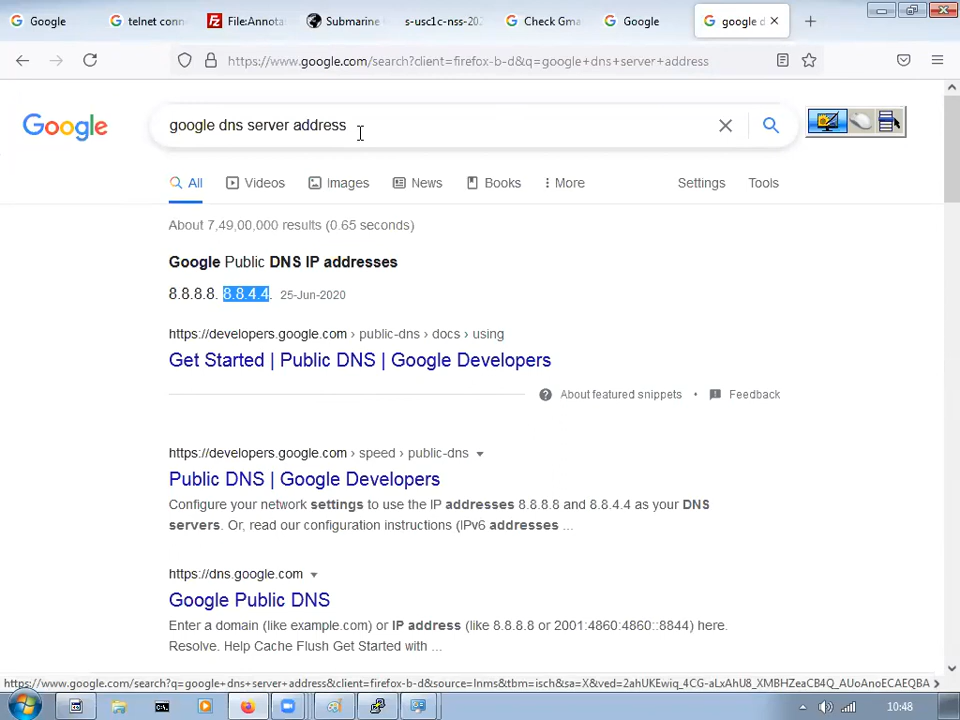 Google
telnet conn
File:Annota
Submarine
s-usc1c-nss-202
Check Gma
Google
google d
https://www.google.com/search?client=firefox-b-d&q=google+dns+server+address
Google
google dns server address
All
Videos
Images
News
Books
More
Settings
Tools
About 7,49,00,000 results (0.65 seconds)
Google Public DNS IP addresses
8.8.8.8. 8.8.4.4. 25-Jun-2020
https://developers.google.com › public-dns › docs › using
Get Started | Public DNS | Google Developers
About featured snippets • Feedback
https://developers.google.com › speed › public-dns
Public DNS | Google Developers
Configure your network settings to use the IP addresses 8.8.8.8 and 8.8.4.4 as your DNS
servers. Or, read our configuration instructions (IPv6 addresses ...
https://dns.google.com
Google Public DNS
Enter a domain (like example.com) or IP address (like 8.8.8.8 or 2001:4860:4860::8844) here.
Resolve. Help Cache Flush Get Started with ...
https://www.google.com/search?q=google+dns+server+address&client=firefox-b-d&source=lnms&tbm=isch&sa=X&ved=2ahUKEwiq_4CG-aLxAhU8_XMBHZeaCB4Q_AUoAnoECAEQBA
10:48